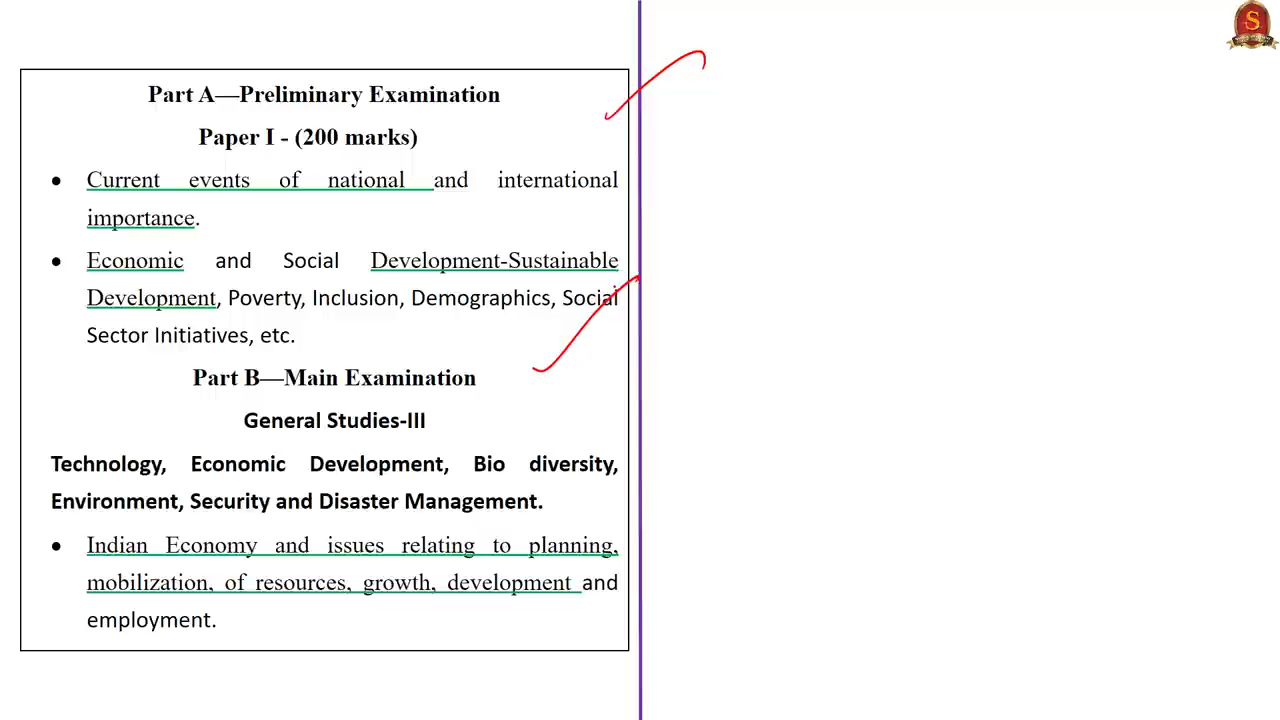 S
Part A—Preliminary Examination
Paper I - (200 marks)
• Current events of national and international
importance.
• Economic and Social Development-Sustainable
Development, Poverty, Inclusion, Demographics, Social
Sector Initiatives, etc.
Part B—Main Examination
General Studies-III
Technology, Economic Development, Bio diversity,
Environment, Security and Disaster Management.
• Indian Economy and issues relating to planning,
mobilization, of resources, growth, development and
employment.